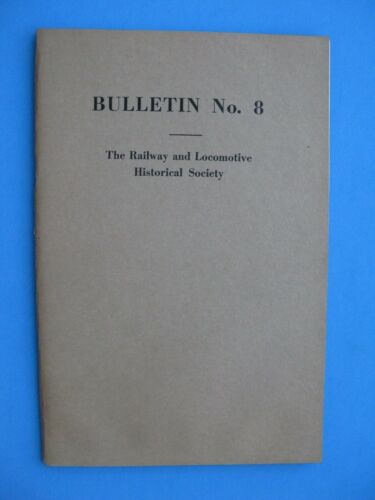 BULLETIN No. 8
The Railway and Locomotive
Historical Society